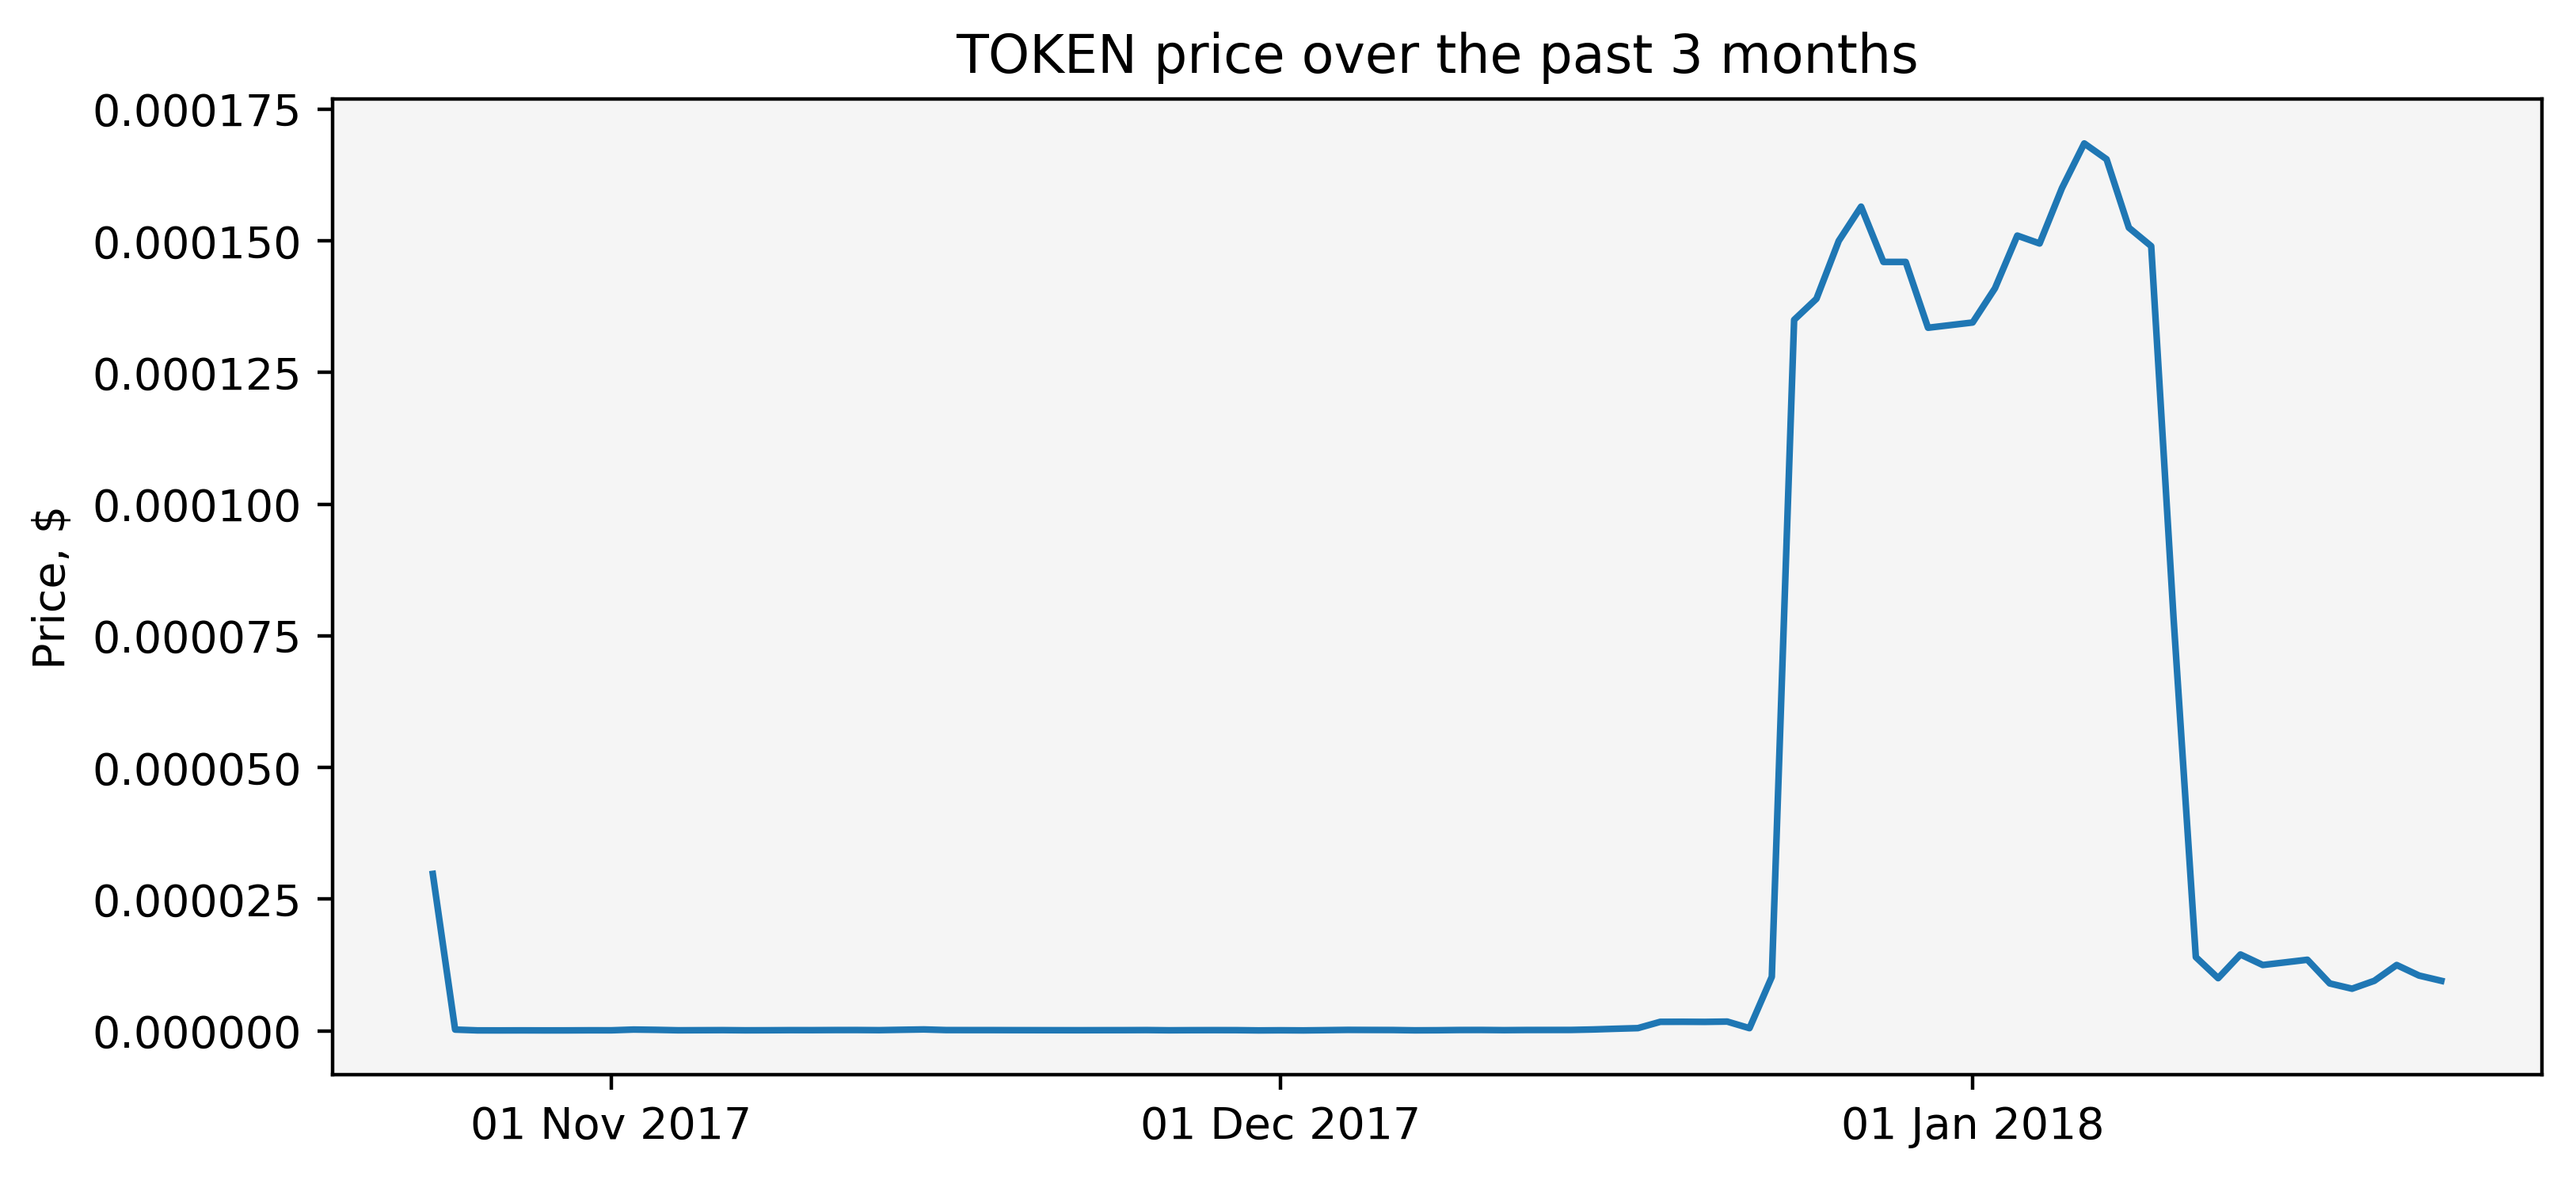 TOKEN price over the past 3 months
0.000175
0.000150
0.000125
0.000100
0.000075
0.000050
0.000025
0.000000
Price, $
01 Nov 2017
01 Dec 2017
01 Jan 2018